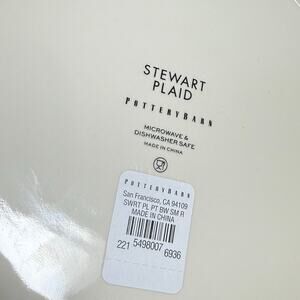 STEWART
PLAID
POTTERYBARN
MICROWAVE &
DISHWASHER SAFE
MADE IN CHINA
POTTERYBARN
San Francisco, CA 94109
SWRT PL PT BW SM R
MADE IN CHINA
221 5498007 6936